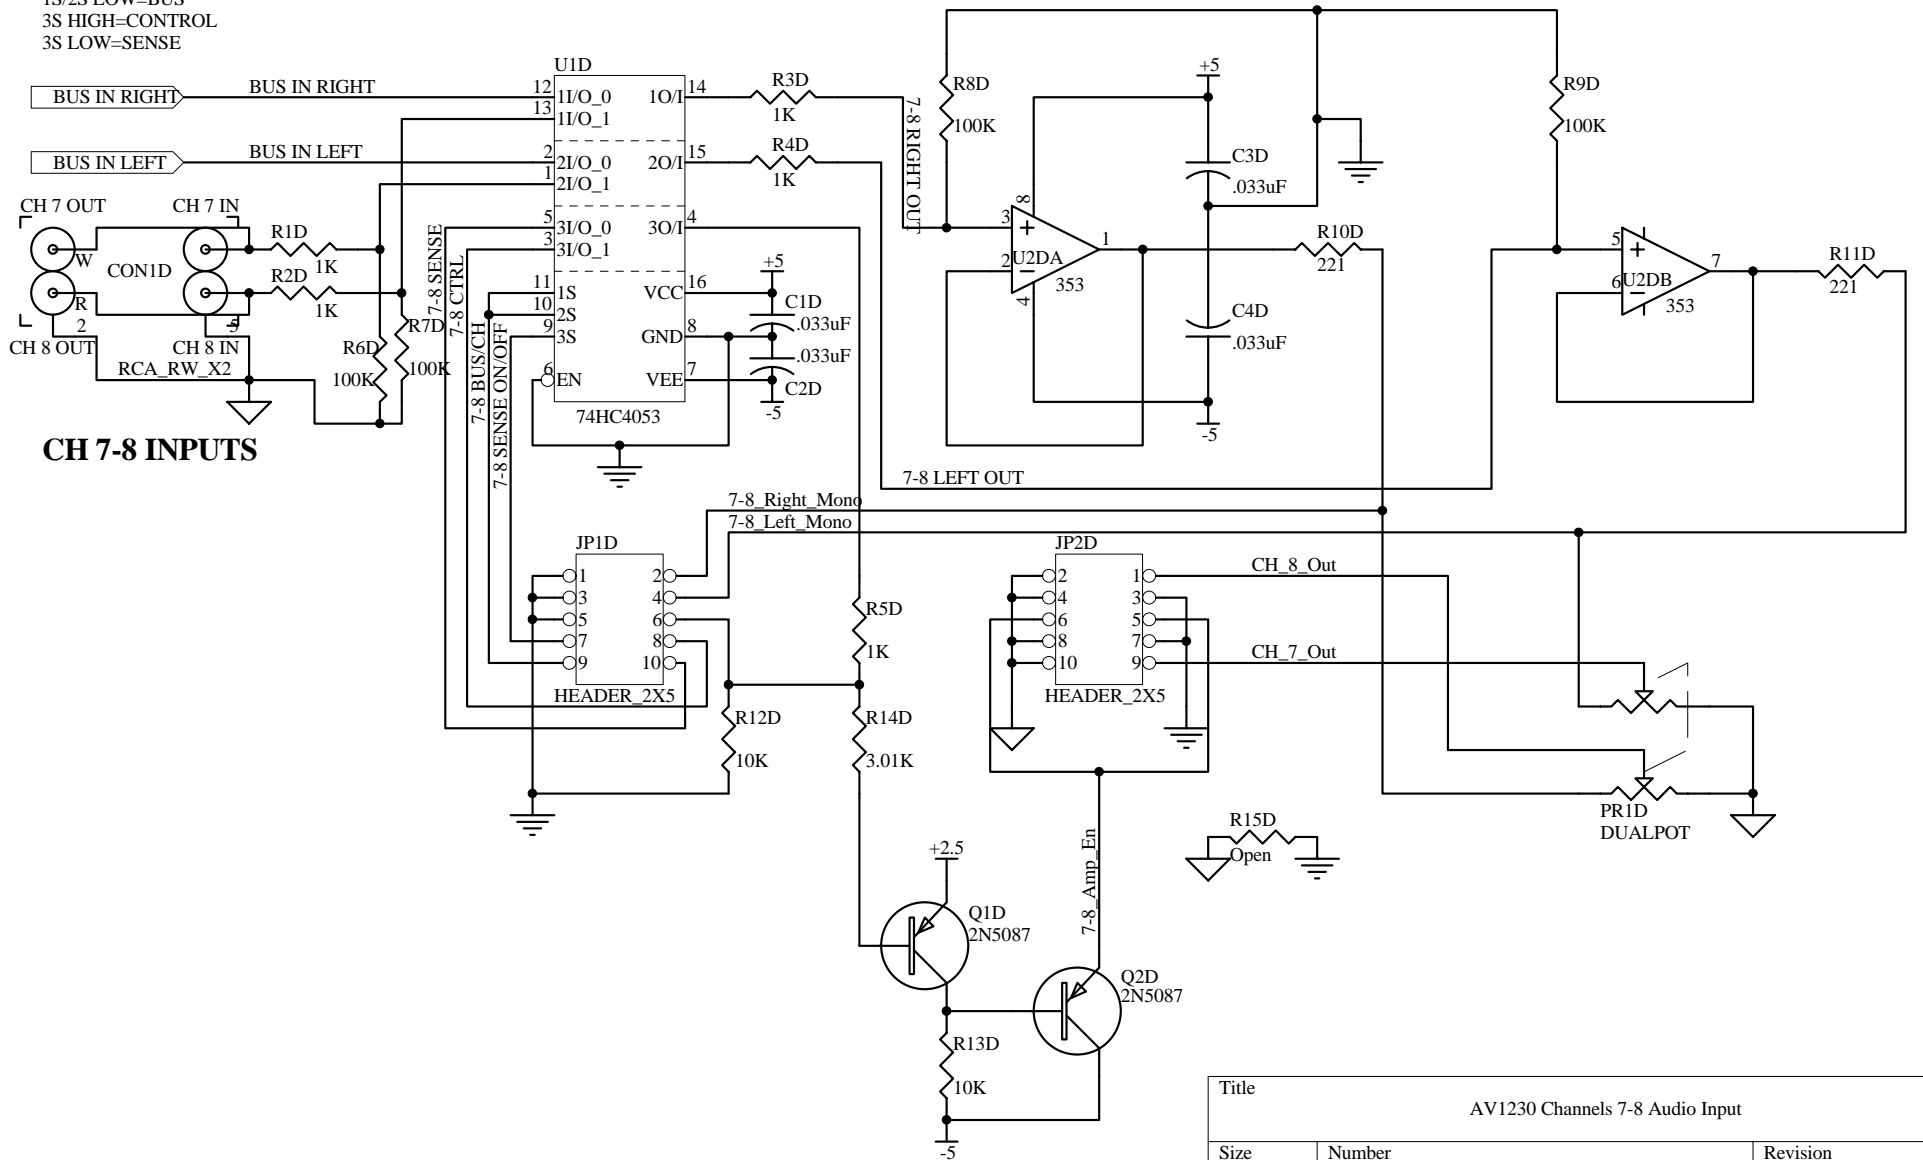 3S HIGH=CONTROL
3S LOW=SENSE
BUS IN RIGHT
BUS IN RIGHT
BUS IN LEFT
BUS IN LEFT
CH 7 OUT
CH 7 IN
W
R
2
5
CON1D
CH 8 OUT
CH 8 IN
RCA_RW_X2
CH 7-8 INPUTS
R1D
1K
R2D
1K
R6D
100K
R7D
100K
U1D
12 1I/O_0
13 1I/O_1
2 2I/O_0
1 2I/O_1
5 3I/O_0
3 3I/O_1
11 1S
10 2S
9 3S
6 EN
1O/I 14
2O/I 15
3O/I 4
VCC 16
GND 8
VEE 7
74HC4053
7-8 SENSE
7-8 CTRL
7-8 BUS/CH
7-8 SENSE ON/OFF
R3D
1K
R4D
1K
+5
C1D
.033uF
.033uF
C2D
-5
7-8 RIGHT OUT
R8D
100K
+5
C3D
.033uF
C4D
.033uF
-5
3
2
8
4
1
U2DA
353
R10D
221
R9D
100K
5
6
7
U2DB
353
R11D
221
7-8 LEFT OUT
7-8_Right_Mono
7-8_Left_Mono
JP1D
1 2
3 4
5 6
7 8
9 10
HEADER_2X5
R5D
1K
R12D
10K
R14D
3.01K
JP2D
2 1
4 3
6 5
8 7
10 9
HEADER_2X5
CH_8_Out
CH_7_Out
PR1D
DUALPOT
R15D
Open
7-8_Amp_En
+2.5
Q1D
2N5087
Q2D
2N5087
R13D
10K
-5
Title
AV1230 Channels 7-8 Audio Input
Size
Number
Revision